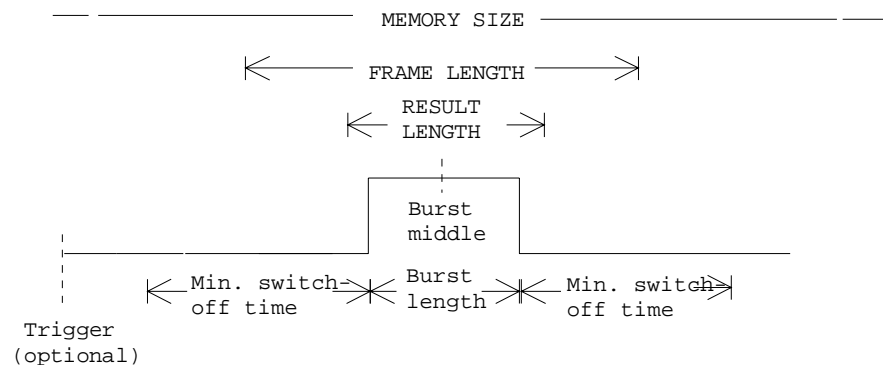 MEMORY SIZE
FRAME LENGTH
RESULT
LENGTH
Burst
middle
Min. switch-
off time
Burst
length
Min. switch-
off time
Trigger
(optional)